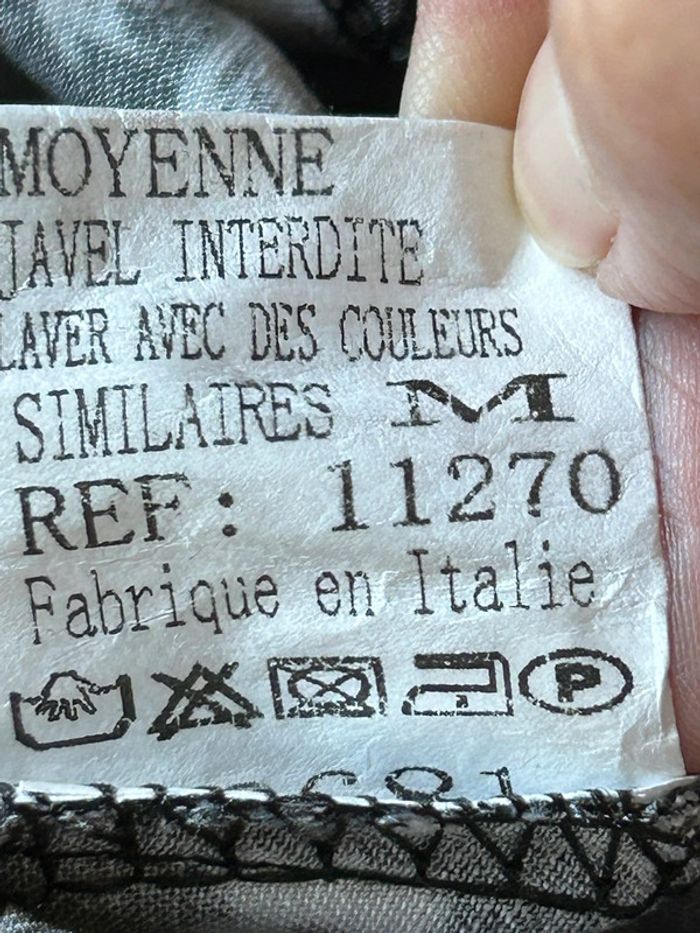 MOYENNE
JAVEL INTERDITE
LAVER AVEC DES COULEURS
SIMILAIRES M
REF: 11270
Fabrique en Italie
P